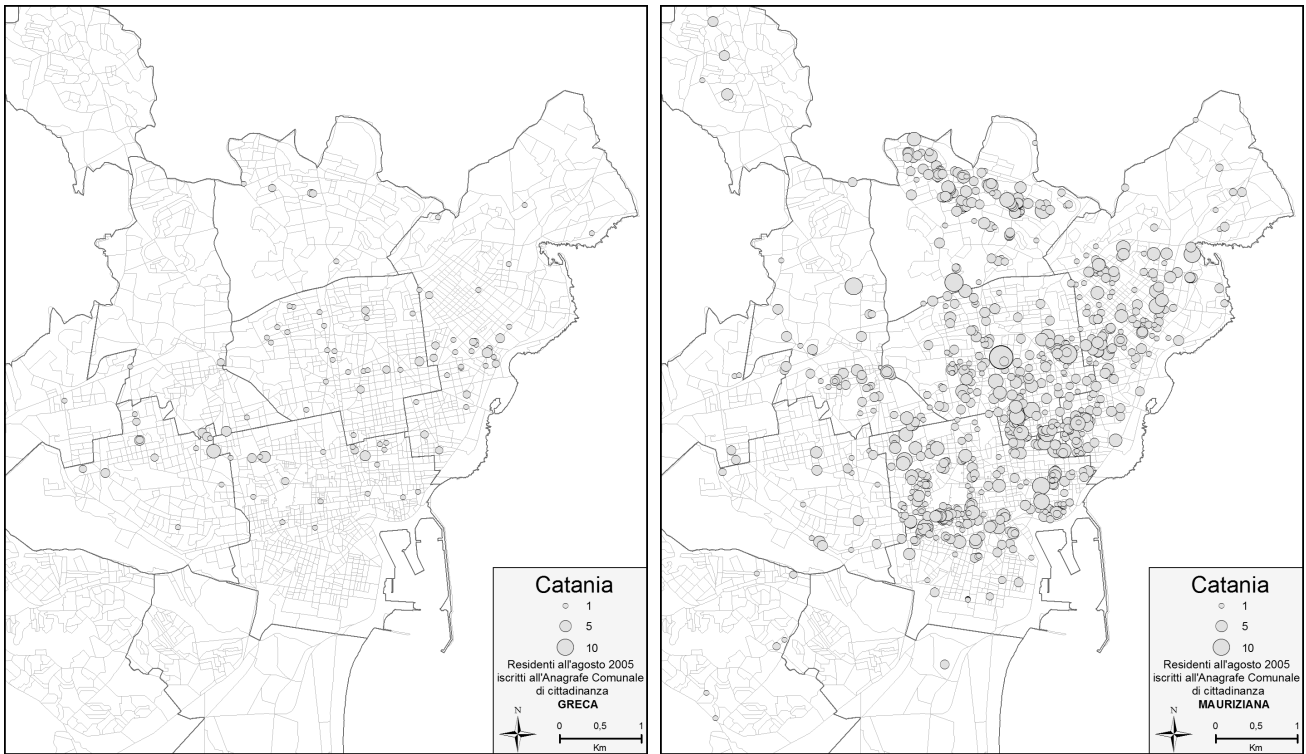 Catania
1
5
10
Residenti all'agosto 2005
iscritti all'Anagrafe Comunale
di cittadinanza
GRECA
N
0 0,5 1
Km
Catania
1
5
10
Residenti all'agosto 2005
iscritti all'Anagrafe Comunale
di cittadinanza
MAURIZIANA
N
0 0,5 1
Km